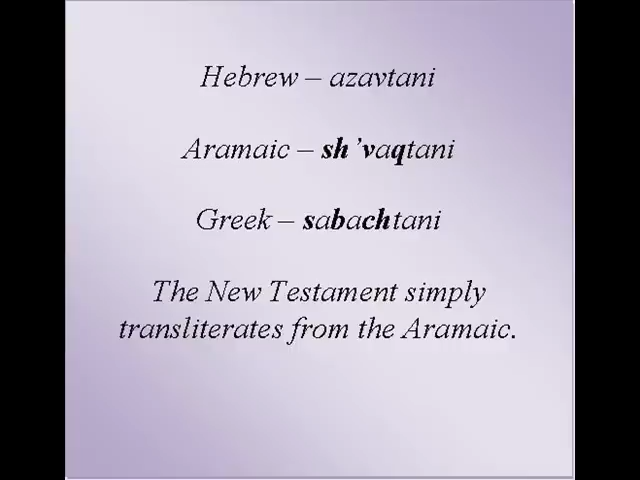 Hebrew – azavtani
Aramaic – sh'vaqtani
Greek – sabachtani
The New Testament simply
transliterates from the Aramaic.